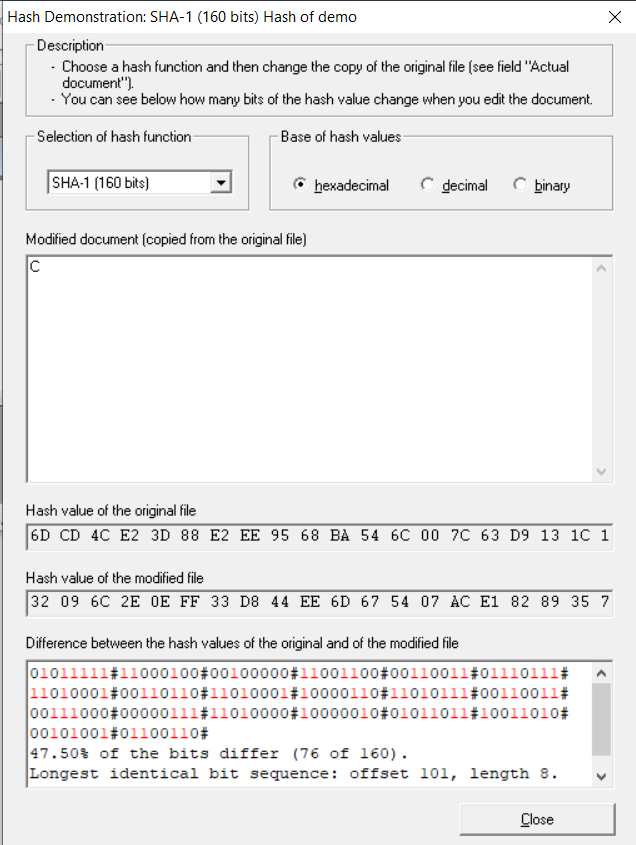 Hash Demonstration: SHA-1 (160 bits) Hash of demo
Description
- Choose a hash function and then change the copy of the original file (see field "Actual
document").
- You can see below how many bits of the hash value change when you edit the document.
Selection of hash function
Base of hash values
SHA-1 (160 bits)
hexadecimal
decimal
binary
Modified document (copied from the original file)
C
Hash value of the original file
6D CD 4C E2 3D 88 E2 EE 95 68 BA 54 6C 00 7C 63 D9 13 1C 1
Hash value of the modified file
32 09 6C 2E 0E FF 33 D8 44 EE 6D 67 54 07 AC E1 82 89 35 7
Difference between the hash values of the original and of the modified file
01011111#11000100#00100000#11001100#00110011#01110111#
11010001#00110110#11010001#10000110#11010111#00110011#
00111000#00000111#11010000#10000010#01011011#10011010#
00101001#01100110#
47.50% of the bits differ (76 of 160).
Longest identical bit sequence: offset 101, length 8.
Close